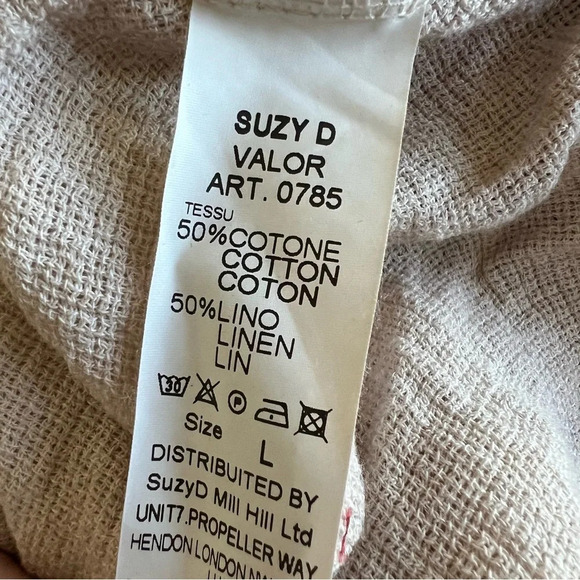 SUZY D
VALOR
ART. 0785
TESSU
50%COTONE
COTTON
COTON
50%LINO
LINEN
LIN
30 P
Size L
DISTRIBUTED BY
SuzyD Mill Hill Ltd
UNIT7.PROPELLER WAY
HENDON LONDON